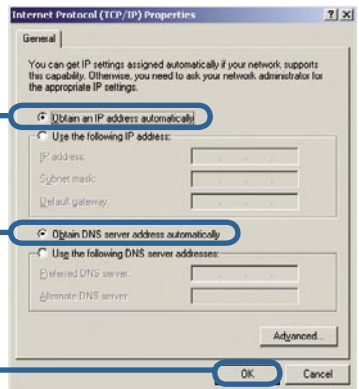 Internet Protocol (TCP/IP) Properties
General
You can get IP settings assigned automatically if your network supports
this capability. Otherwise, you need to ask your network administrator for
the appropriate IP settings.
Obtain an IP address automatically
Use the following IP address:
IP address:
Subnet mask:
Default gateway:
Obtain DNS server address automatically
Use the following DNS server addresses:
Preferred DNS server:
Alternate DNS server:
Advanced...
OK Cancel